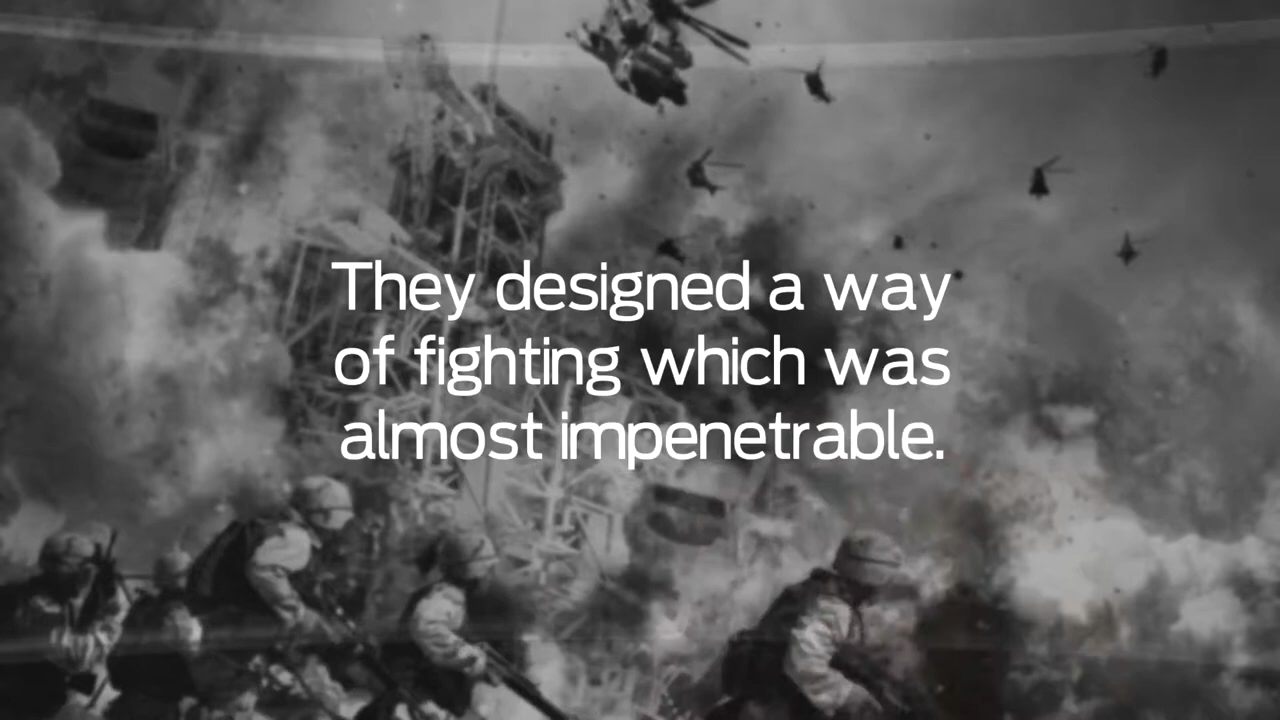 They designed a way
of fighting which was
almost impenetrable.